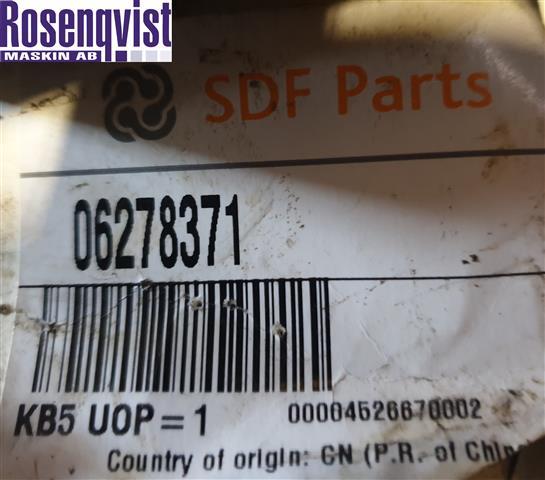 Rosenqvist
MASKIN AB
SDF Parts
06278371
KB5 UOP = 1
00004526670002
Country of origin: CN (P.R. of Chin